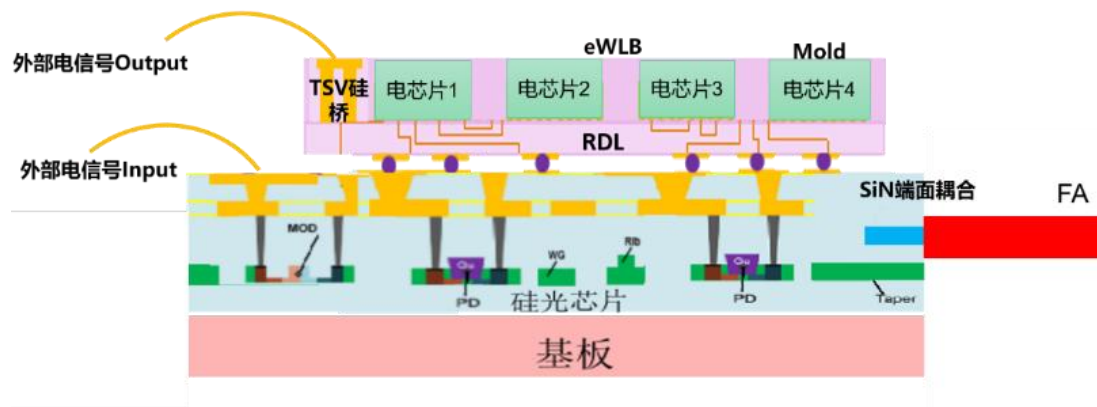 eWLB
Mold
外部电信号Output
TSV硅
桥
电芯片1
电芯片2
电芯片3
电芯片4
RDL
外部电信号Input
SiN端面耦合
FA
MOD
WG
Rib
PD
PD
Taper
硅光芯片
基板